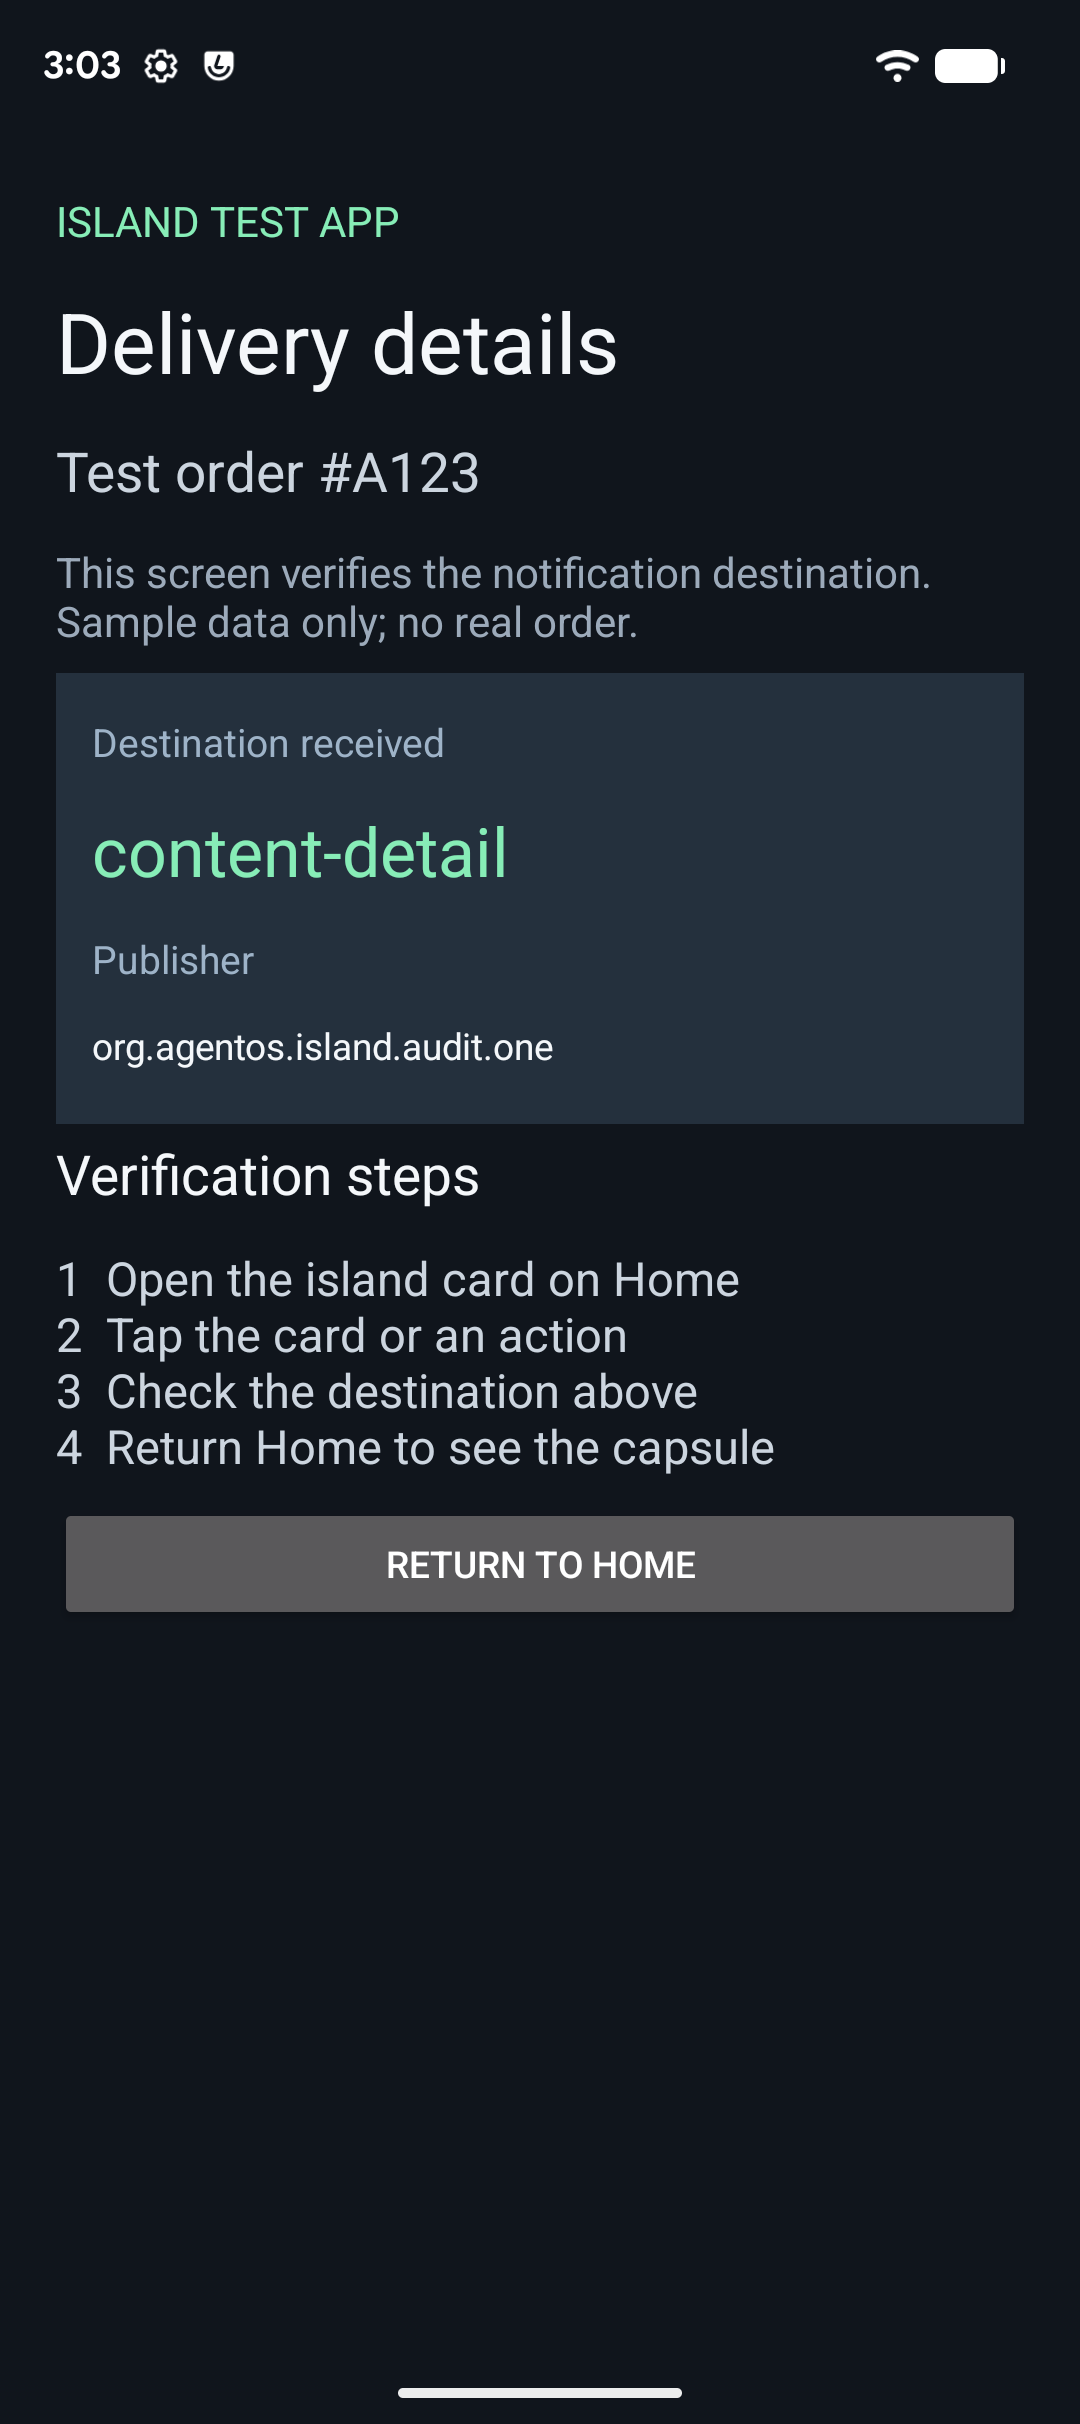 3:03
ISLAND TEST APP
Delivery details
Test order #A123
This screen verifies the notification destination.
Sample data only; no real order.
Destination received
content-detail
Publisher
org.agentos.island.audit.one
Verification steps
1 Open the island card on Home
2 Tap the card or an action
3 Check the destination above
4 Return Home to see the capsule
RETURN TO HOME